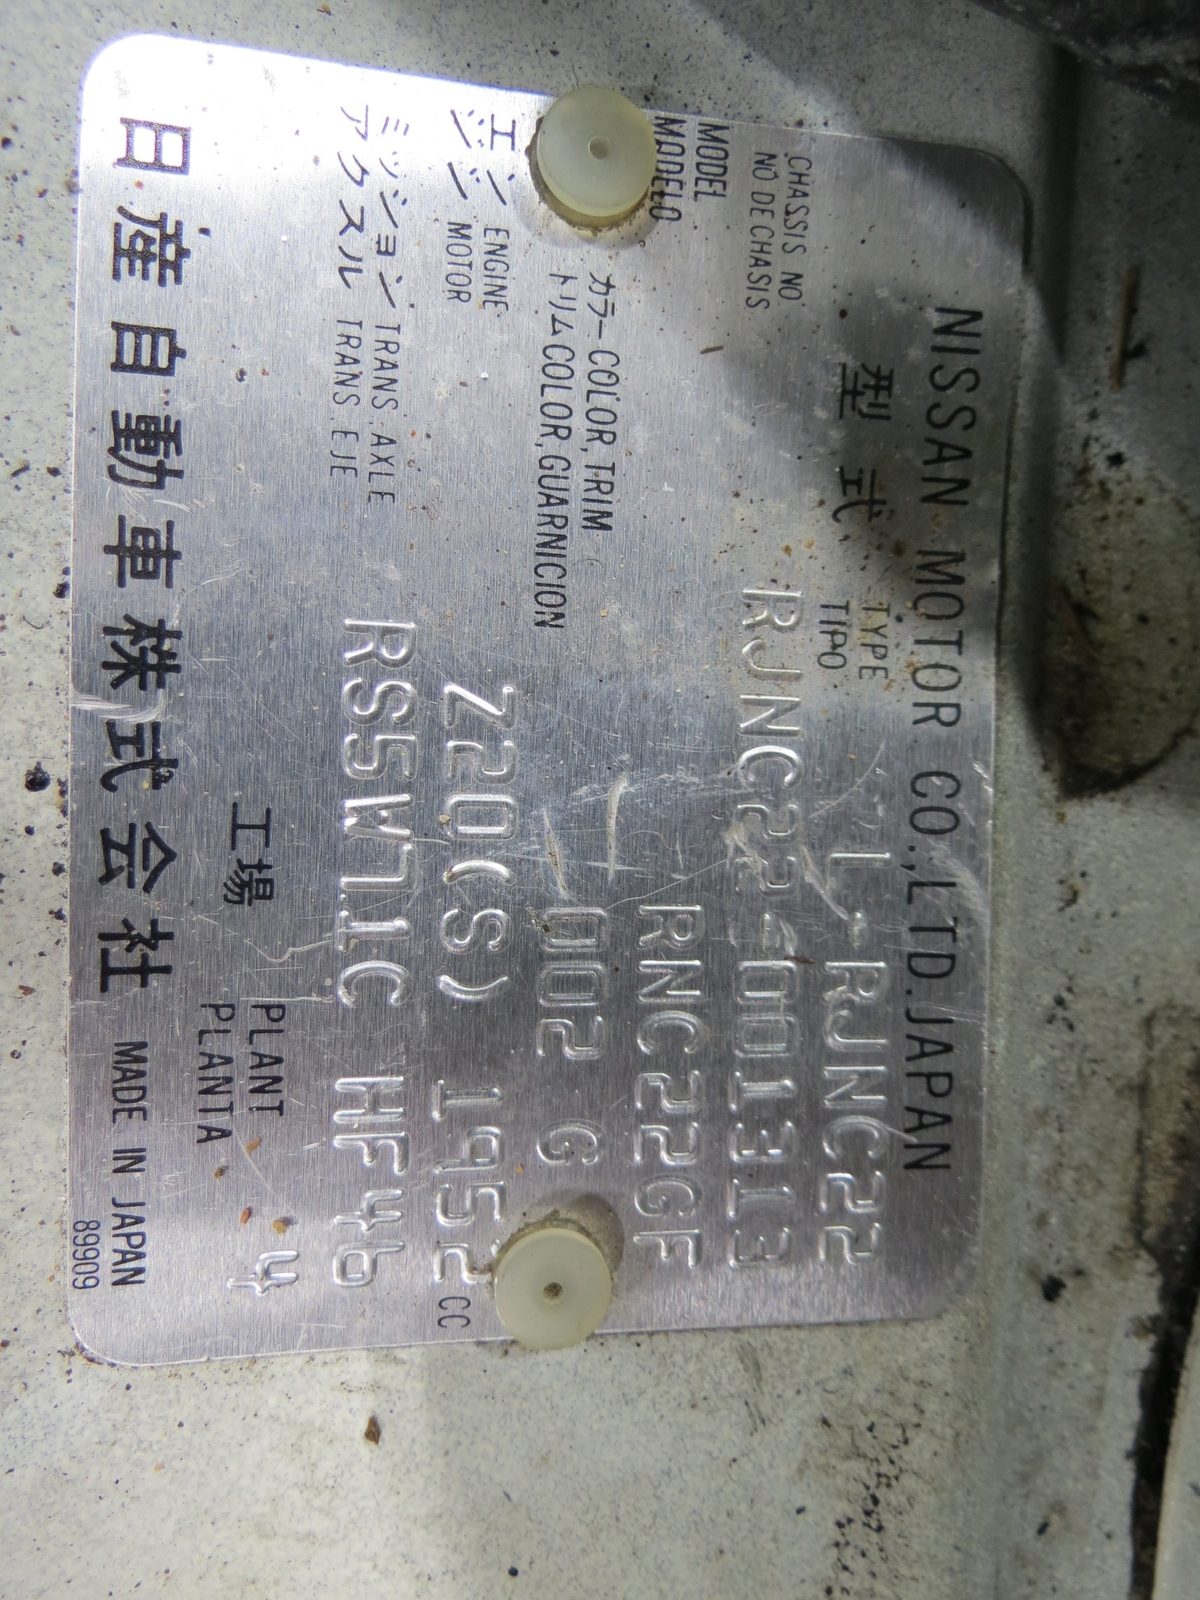 NISSAN MOTOR CO.,LTD. JAPAN
型式 TYPE TIPO L-RJNC22
CHASSIS NO
NO DE CHASIS RJNC22-001313
MODEL
MODELO RNC22GF
カラー COLOR,TRIM
トリム COLOR,GUARNICION 002 G
エンジン ENGINE MOTOR Z20(S) 1952 CC
ミッション TRANS. AXLE
アクスル TRANS. EJE RS5W71C HF46
工場 PLANT PLANTA 4
日産自動車株式会社 MADE IN JAPAN
89909